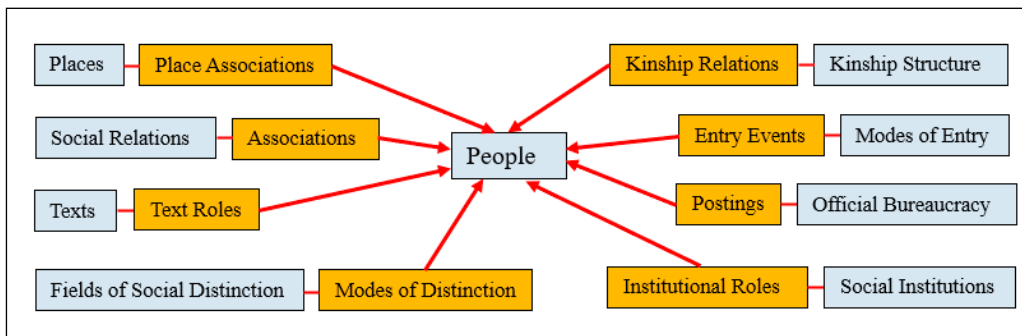 Places
Place Associations
Kinship Relations
Kinship Structure
Social Relations
Associations
People
Entry Events
Modes of Entry
Texts
Text Roles
Postings
Official Bureaucracy
Fields of Social Distinction
Modes of Distinction
Institutional Roles
Social Institutions